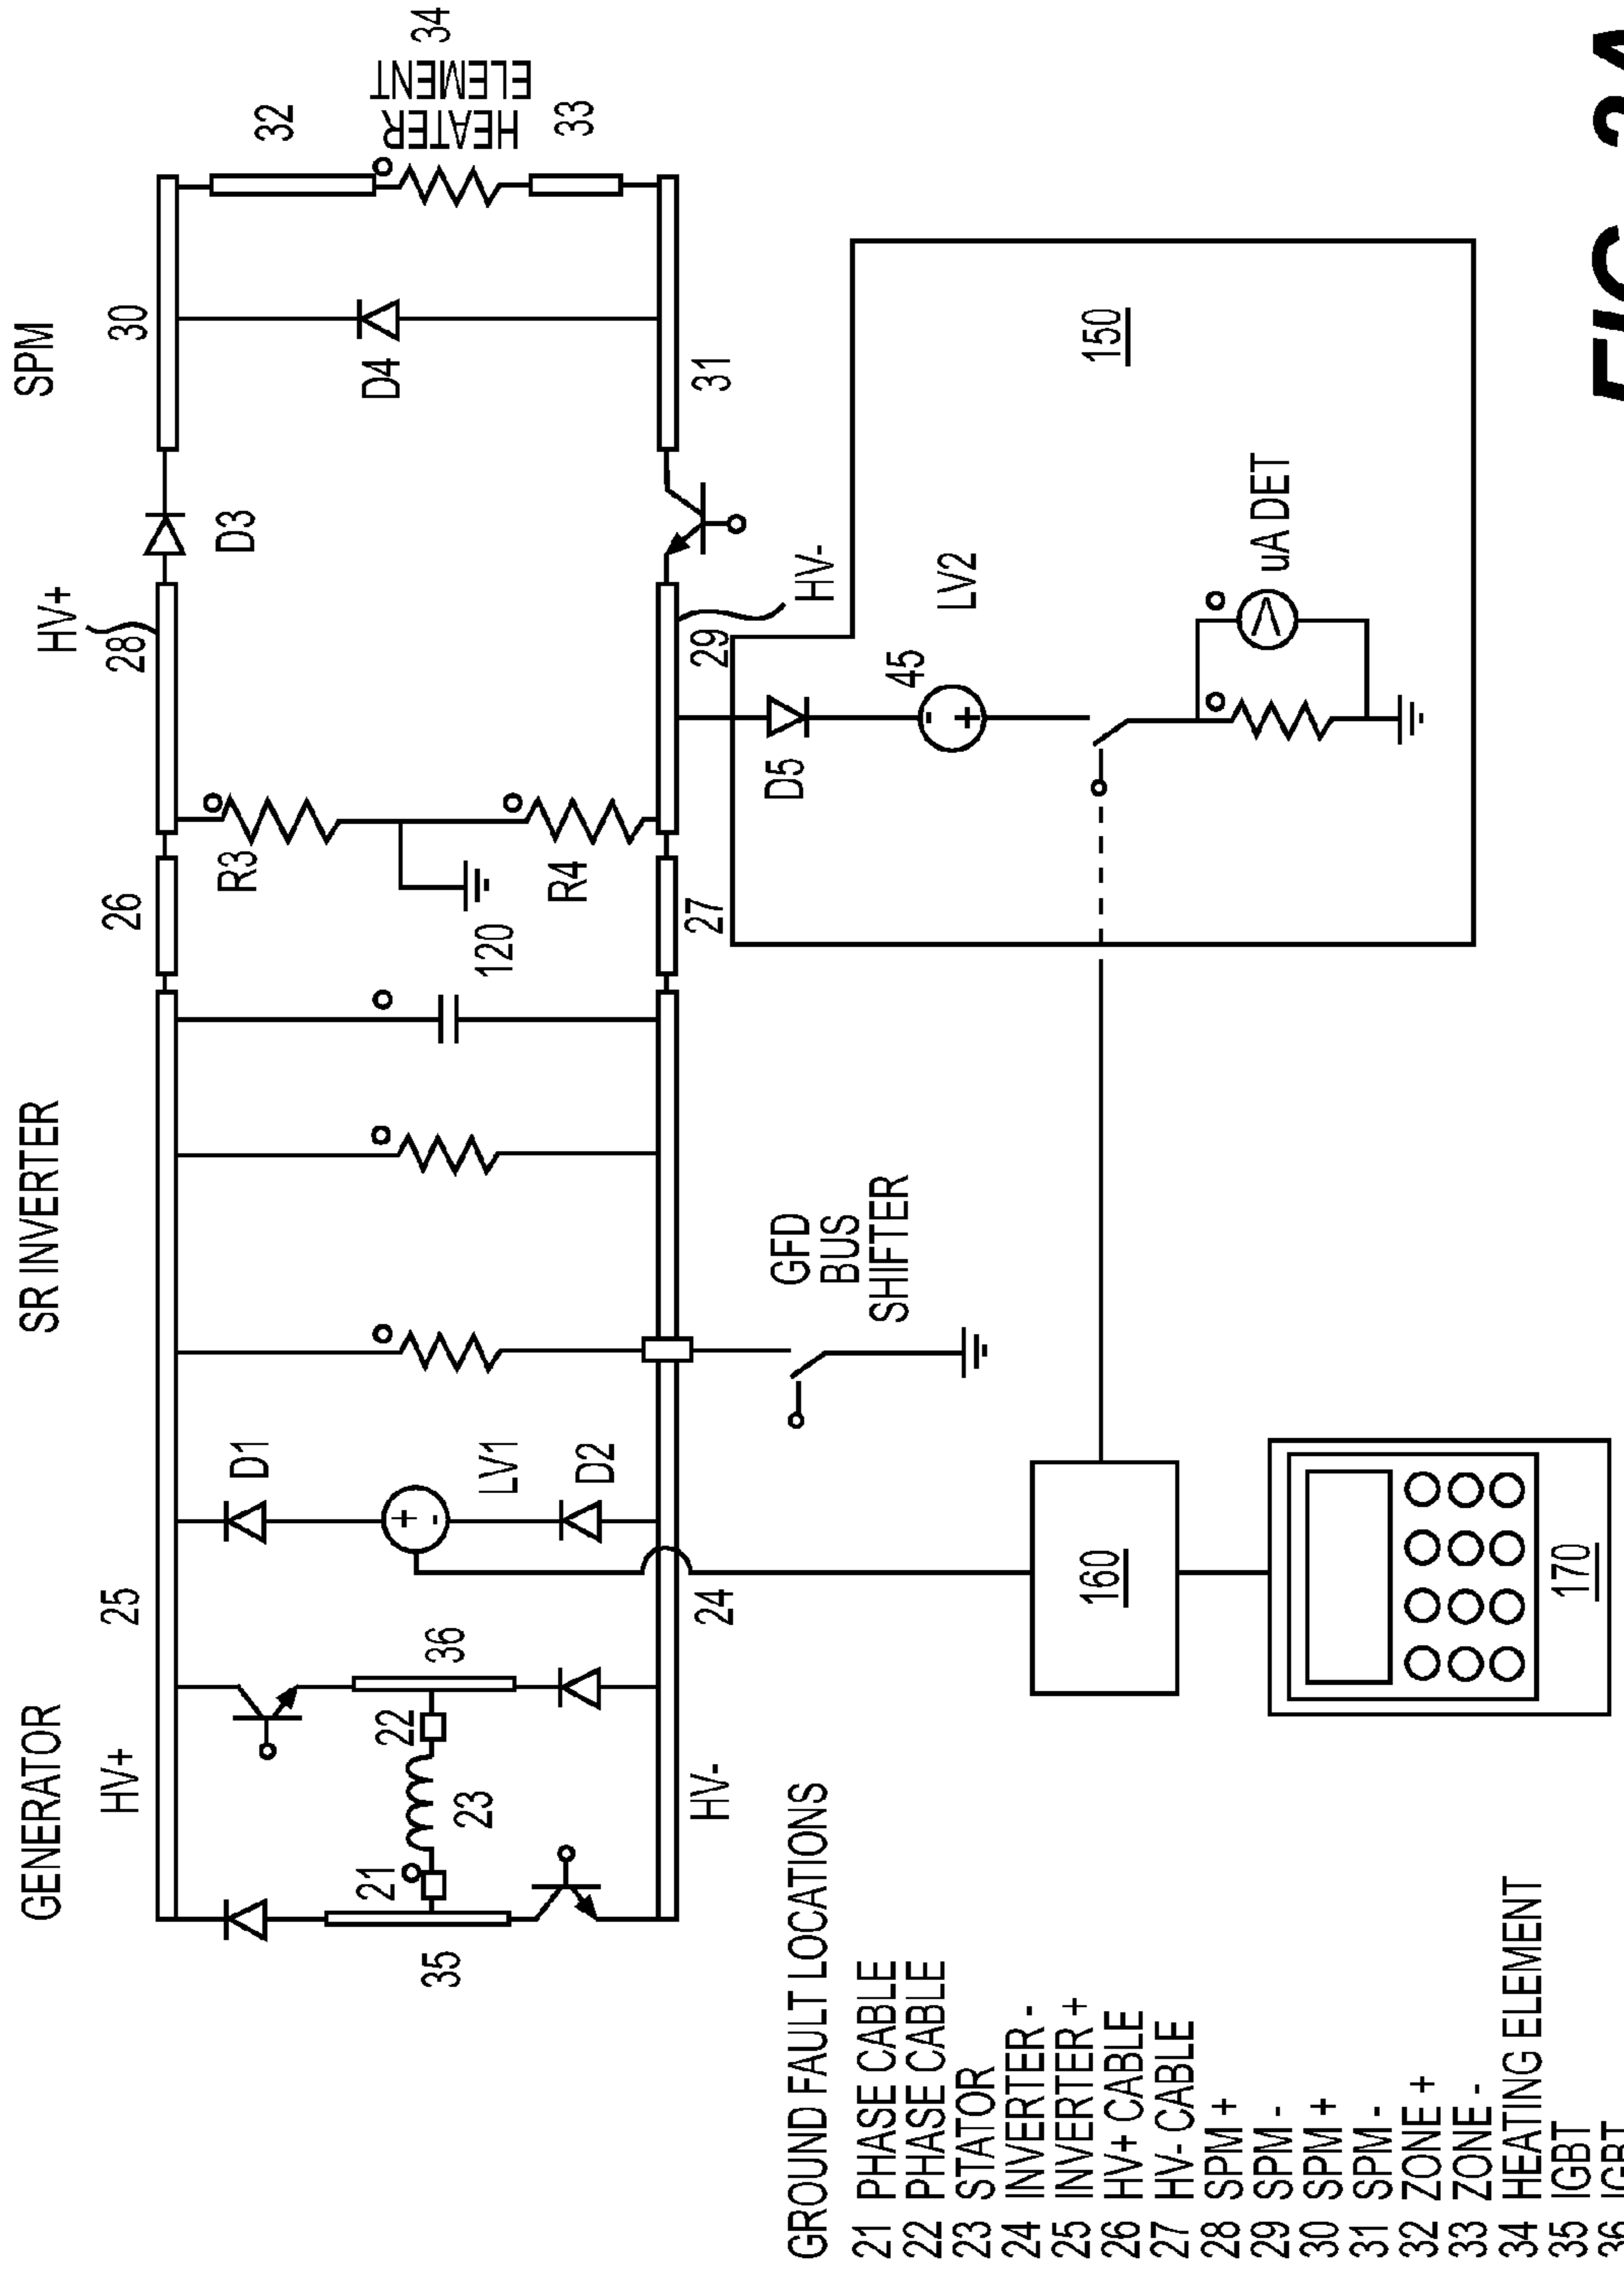 GENERATOR
SR INVERTER
SPM
HV+
25
26
HV+
28
30
D1
R3
D3
32
21
22
36
35
23
LV1
D2
120
R4
D4
HEATER
ELEMENT
34
33
HV-
24
27
29
31
HV-
GFD
BUS
SHIFTER
D5
45
LV2
-
+
+
-
uA DET
V
150
160
170
GROUND FAULT LOCATIONS
21 PHASE CABLE
22 PHASE CABLE
23 STATOR
24 INVERTER -
25 INVERTER +
26 HV+ CABLE
27 HV- CABLE
28 SPM +
29 SPM -
30 SPM +
31 SPM -
32 ZONE +
33 ZONE -
34 HEATING ELEMENT
35 IGBT
36 IGBT